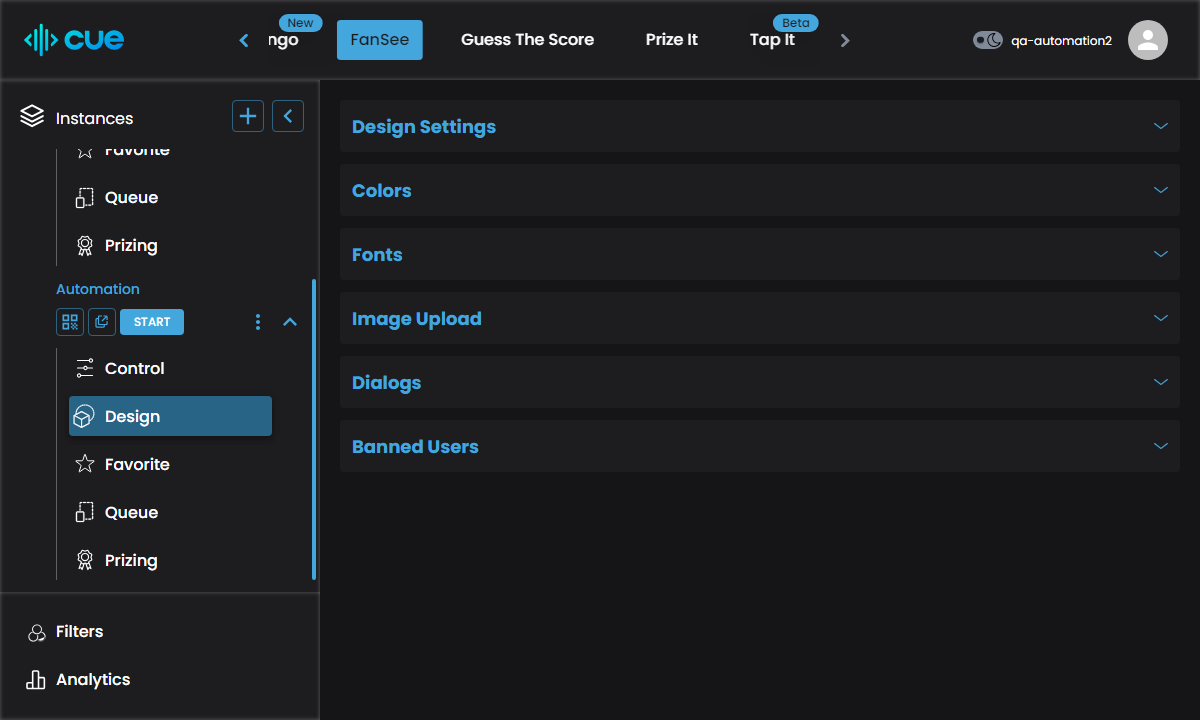 cue
New
ngo
FanSee
Guess The Score
Prize It
Beta
Tap It
qa-automation2
Instances
Favorite
Queue
Prizing
Automation
START
Control
Design
Favorite
Queue
Prizing
Filters
Analytics
Design Settings
Colors
Fonts
Image Upload
Dialogs
Banned Users